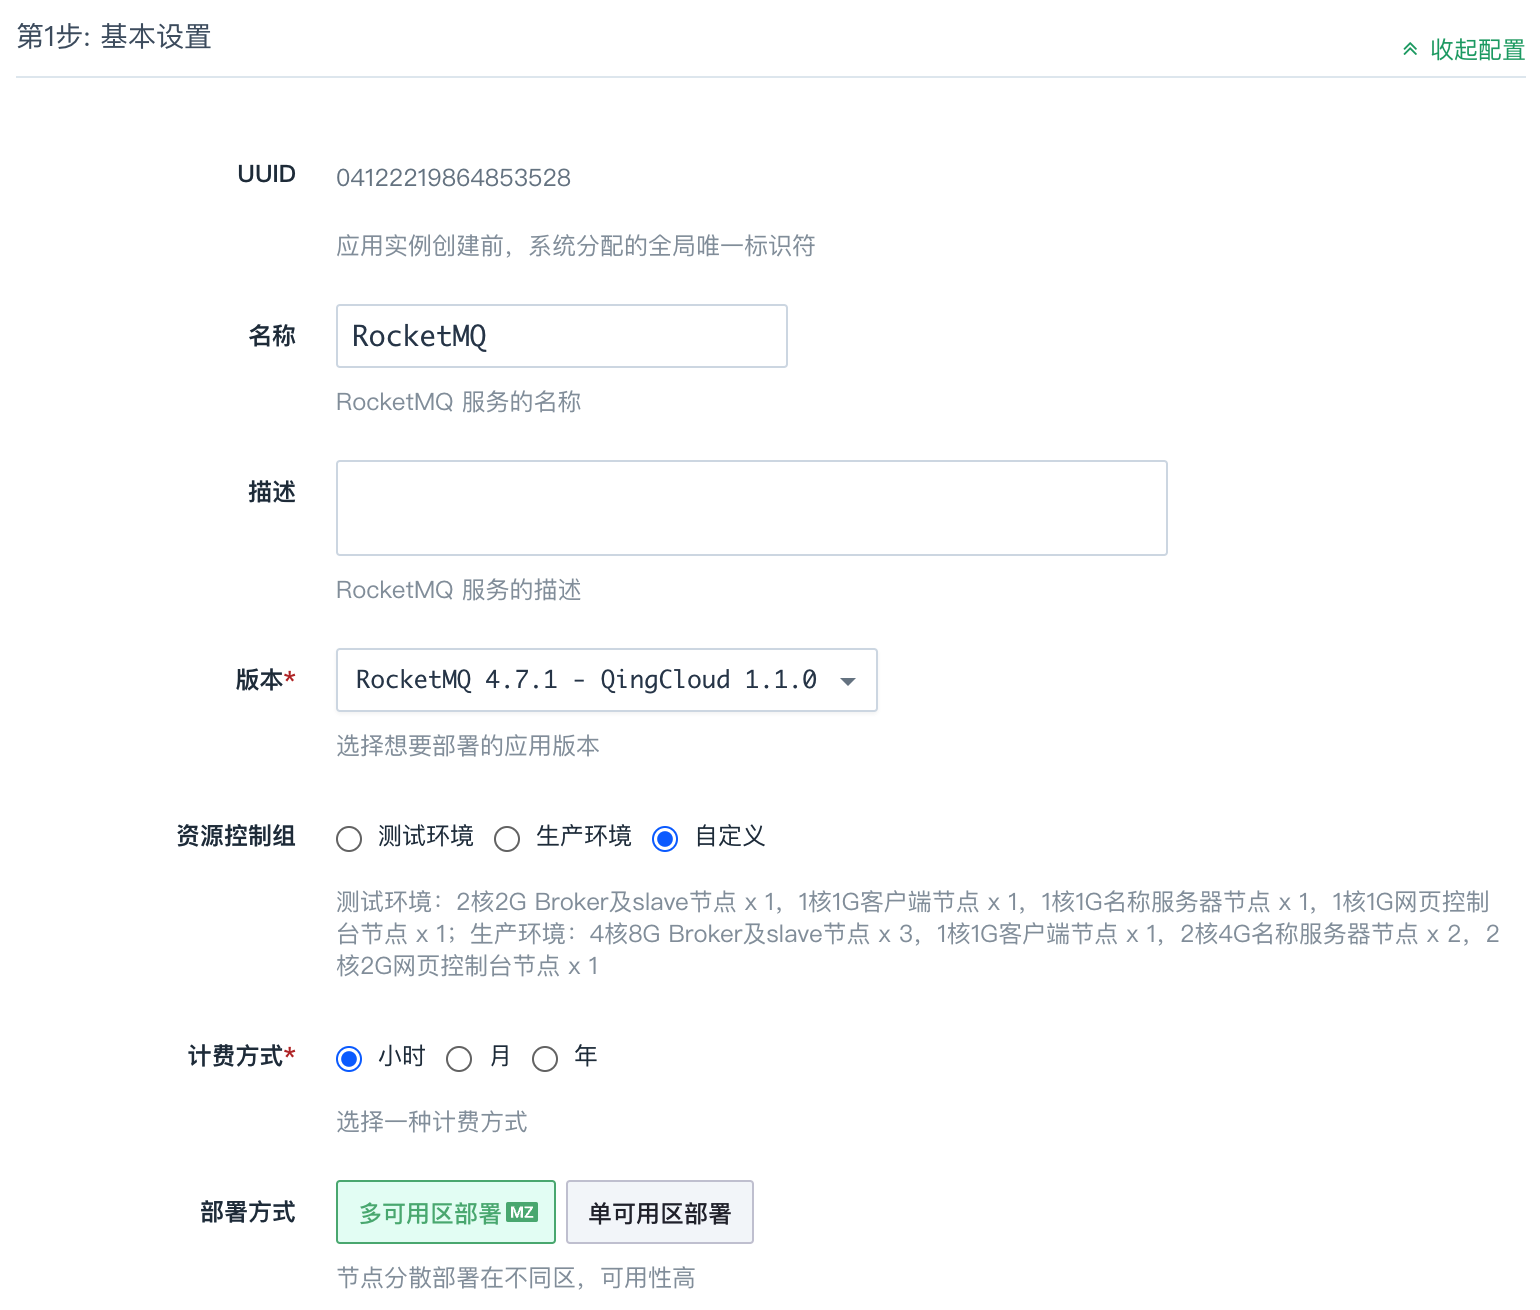 第1步: 基本设置
收起配置
UUID
04122219864853528
应用实例创建前，系统分配的全局唯一标识符
名称
RocketMQ
RocketMQ 服务的名称
描述
RocketMQ 服务的描述
版本*
RocketMQ 4.7.1 - QingCloud 1.1.0
选择想要部署的应用版本
资源控制组
测试环境 生产环境 自定义
测试环境：2核2G Broker及slave节点 x 1，1核1G客户端节点 x 1，1核1G名称服务器节点 x 1，1核1G网页控制
台节点 x 1；生产环境：4核8G Broker及slave节点 x 3，1核1G客户端节点 x 1，2核4G名称服务器节点 x 2，2
核2G网页控制台节点 x 1
计费方式*
小时 月 年
选择一种计费方式
部署方式
多可用区部署 MZ 单可用区部署
节点分散部署在不同区，可用性高